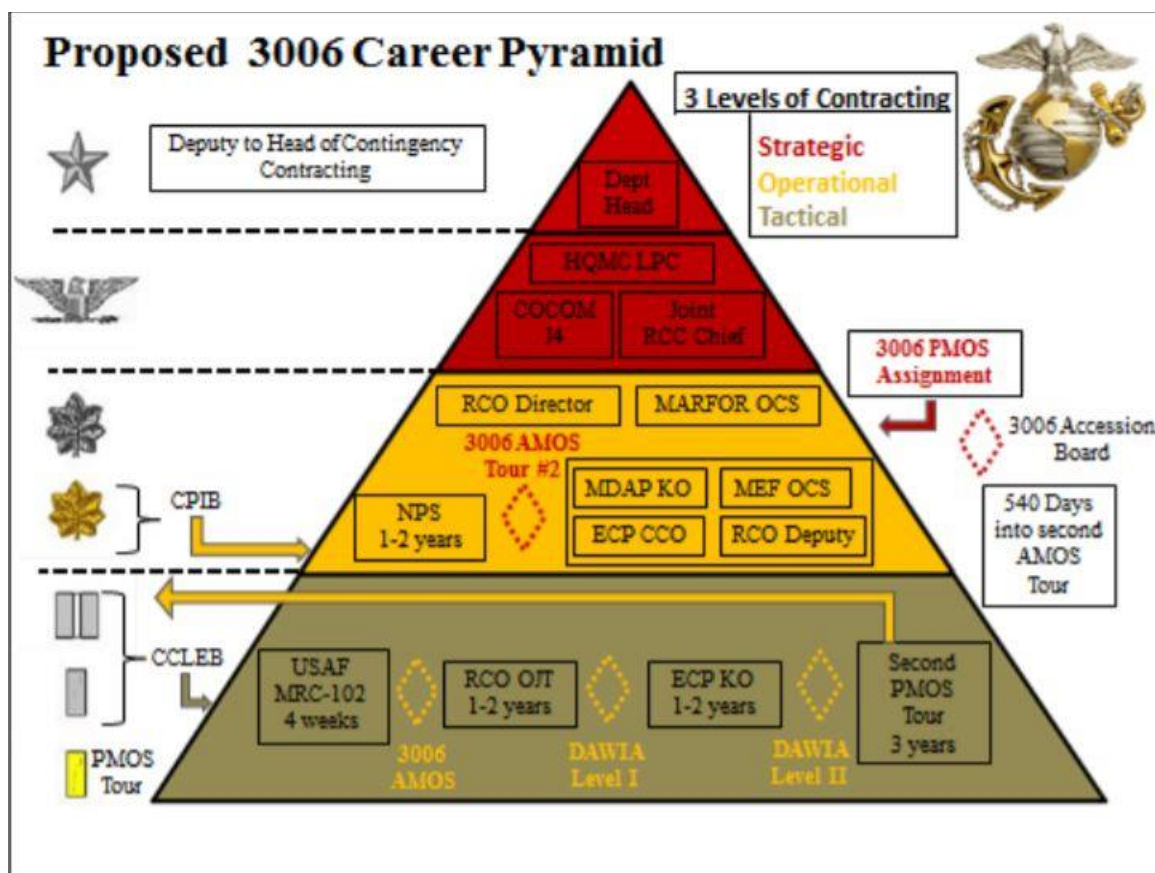 Proposed 3006 Career Pyramid
3 Levels of Contracting
Strategic
Operational
Tactical
Deputy to Head of Contingency
Contracting
Dept
Head
HQMC LPC
COCOM
J4
Joint
RCC Chief
3006 PMOS
Assignment
RCO Director
MARFOR OCS
3006 AMOS
Tour #2
3006 Accession
Board
CPIB
NPS
1-2 years
MDAP KO
MEF OCS
ECP CCO
RCO Deputy
540 Days
into second
AMOS
Tour
CCLEB
USAF
MRC-102
4 weeks
RCO OJT
1-2 years
ECP KO
1-2 years
Second
PMOS
Tour
3 years
3006
AMOS
DAWIA
Level I
DAWIA
Level II
PMOS
Tour